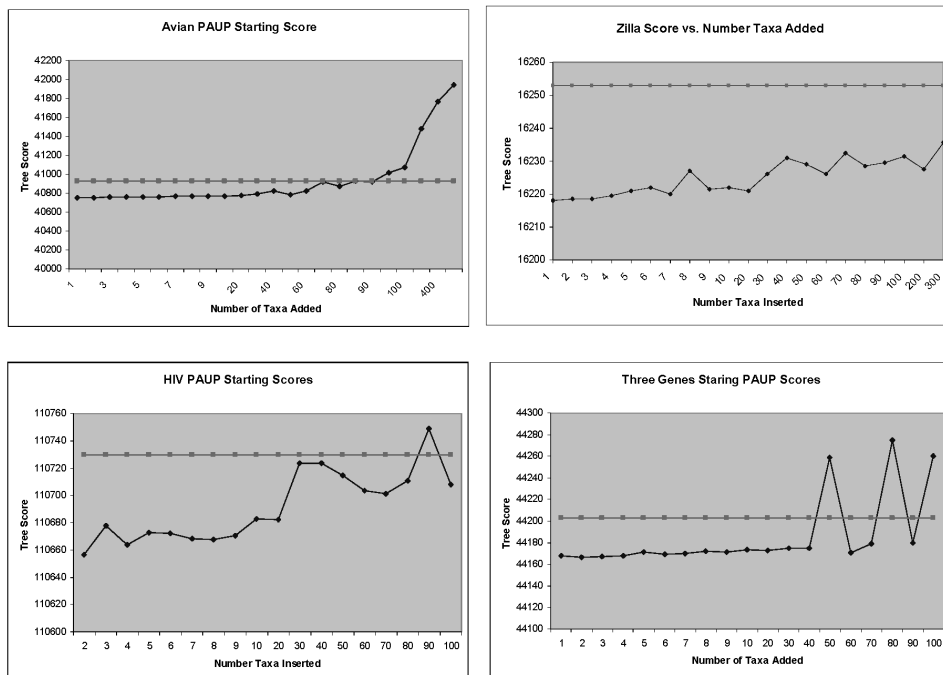 Avian PAUP Starting Score
42200
42000
41800
41600
41400
41200
41000
40800
40600
40400
40200
40000
Tree Score
1 3 5 7 9 20 40 60 80 90 100 400
Number of Taxa Added
Zilla Score vs. Number Taxa Added
16260
16250
16240
16230
16220
16210
16200
Tree Score
1 2 3 4 5 6 7 8 9 10 20 30 40 50 60 70 80 90 100 200 300
Number Taxa Inserted
HIV PAUP Starting Scores
110760
110740
110720
110700
110680
110660
110640
110620
110600
Tree Score
2 3 4 5 6 7 8 9 10 20 30 40 50 60 70 80 90 100
Number Taxa Inserted
Three Genes Staring PAUP Scores
44300
44280
44260
44240
44220
44200
44180
44160
44140
44120
44100
Tree Score
1 2 3 4 5 6 7 8 9 10 20 30 40 50 60 70 80 90 100
Number of Taxa Added